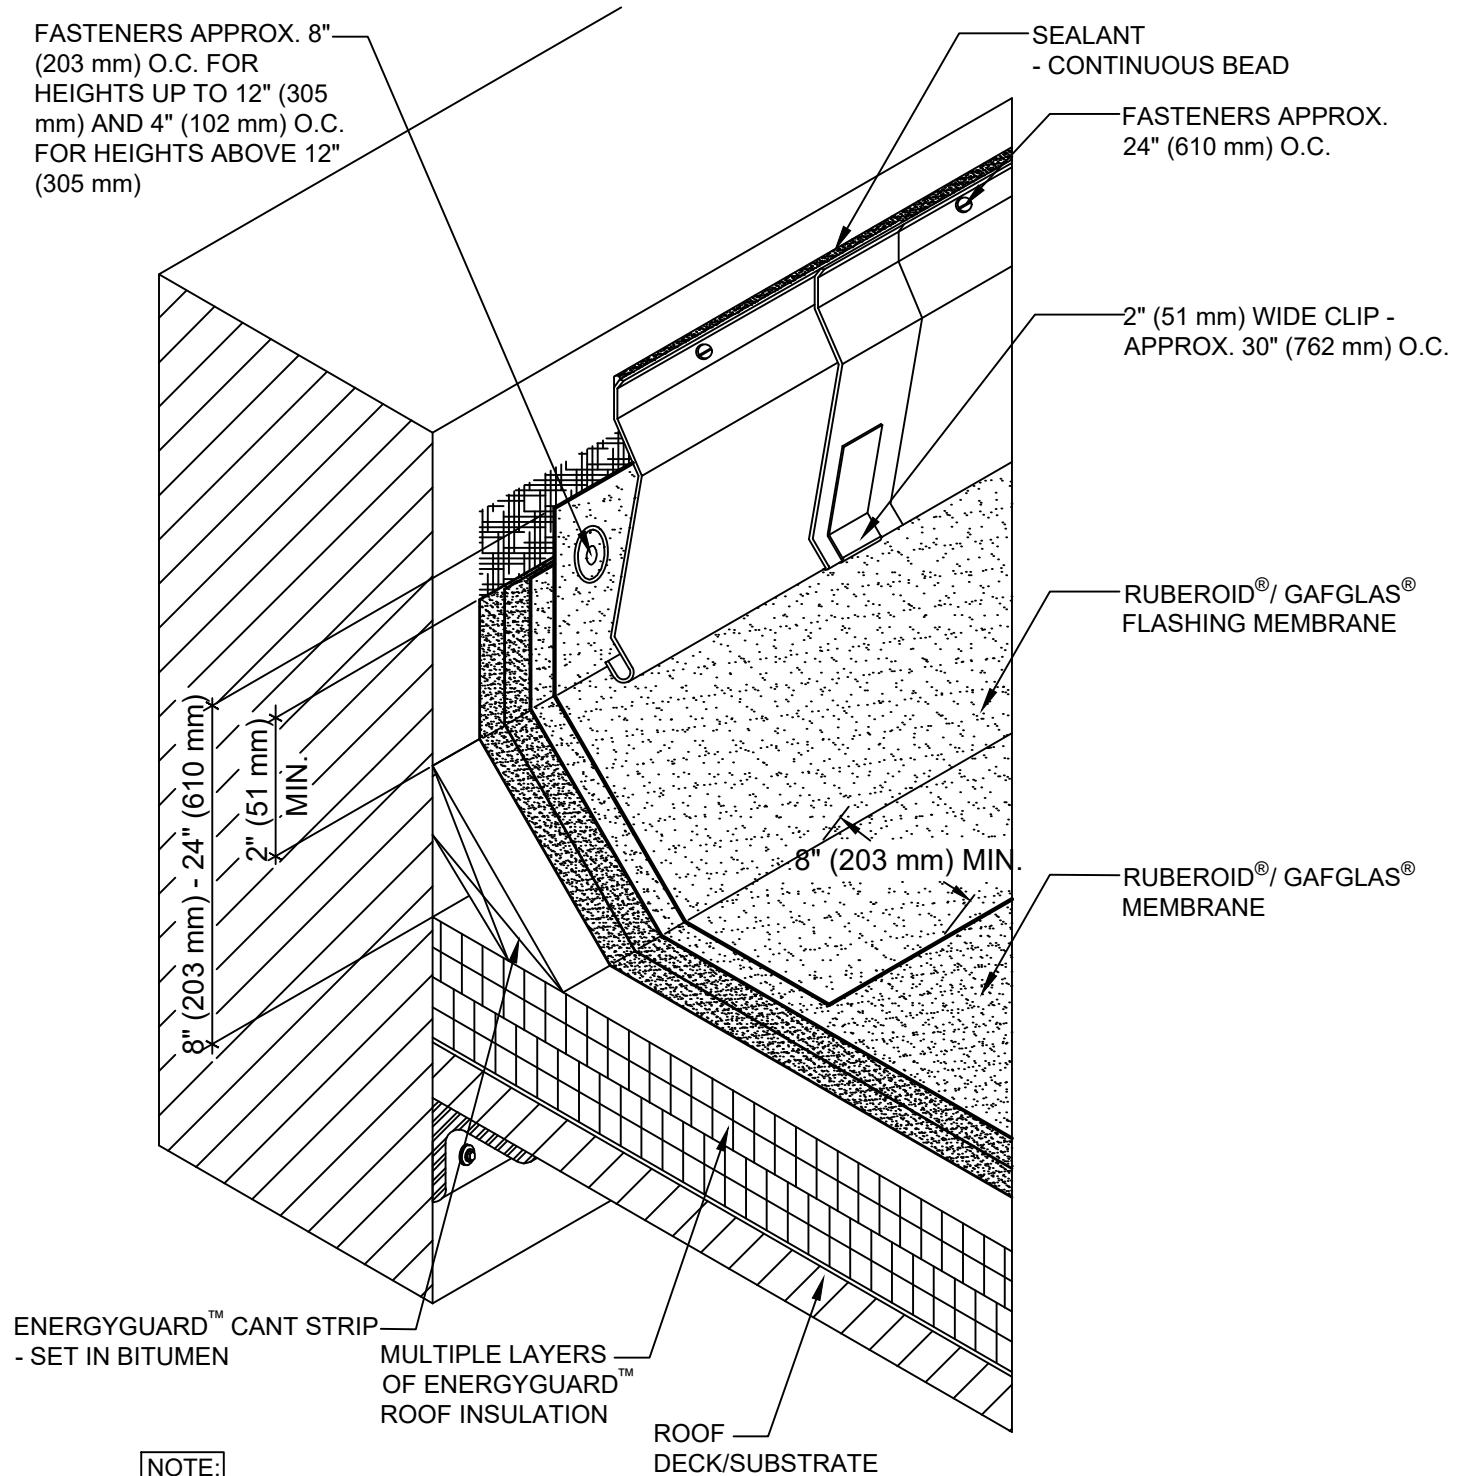 FASTENERS APPROX. 8"
(203 mm) O.C. FOR
HEIGHTS UP TO 12" (305
mm) AND 4" (102 mm) O.C.
FOR HEIGHTS ABOVE 12"
(305 mm)
SEALANT
- CONTINUOUS BEAD
FASTENERS APPROX.
24" (610 mm) O.C.
2" (51 mm) WIDE CLIP -
APPROX. 30" (762 mm) O.C.
RUBEROID®/ GAFGLAS®
FLASHING MEMBRANE
8" (203 mm) - 24" (610 mm)
2" (51 mm)
MIN.
8" (203 mm) MIN.
RUBEROID®/ GAFGLAS®
MEMBRANE
ENERGYGUARD™ CANT STRIP
- SET IN BITUMEN
MULTIPLE LAYERS
OF ENERGYGUARD™
ROOF INSULATION
ROOF
DECK/SUBSTRATE
NOTE: